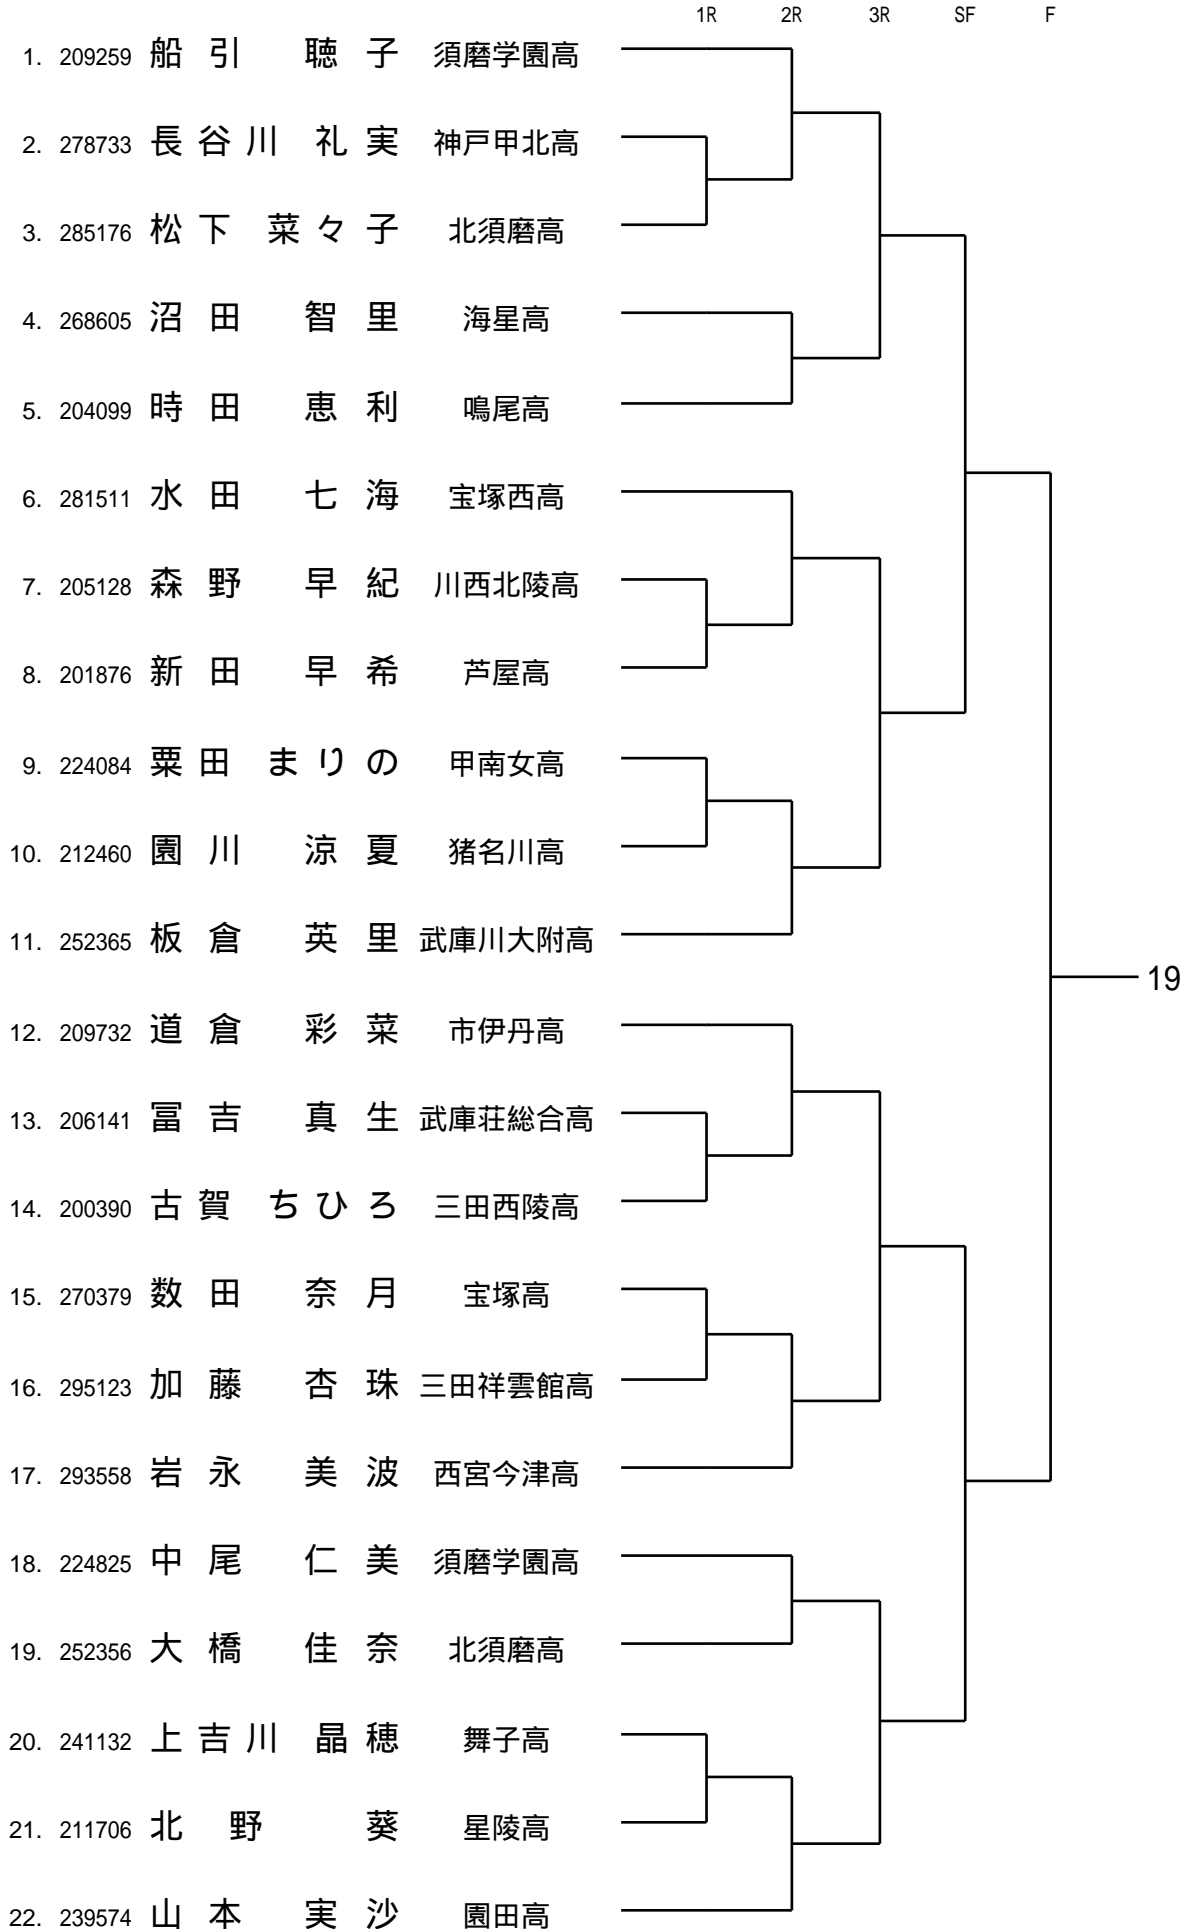 1R 2R 3R SF F
1. 209259 船引 聴子 須磨学園高
2. 278733 長谷川 礼実 神戸甲北高
3. 285176 松下 菜々子 北須磨高
4. 268605 沼田 智里 海星高
5. 204099 時田 恵利 鳴尾高
6. 281511 水田 七海 宝塚西高
7. 205128 森野 早紀 川西北陵高
8. 201876 新田 早希 芦屋高
9. 224084 粟田 まりの 甲南女高
10. 212460 園川 涼夏 猪名川高
11. 252365 板倉 英里 武庫川大附高
19
12. 209732 道倉 彩菜 市伊丹高
13. 206141 冨吉 真生 武庫荘総合高
14. 200390 古賀 ちひろ 三田西陵高
15. 270379 数田 奈月 宝塚高
16. 295123 加藤 杏珠 三田祥雲館高
17. 293558 岩永 美波 西宮今津高
18. 224825 中尾 仁美 須磨学園高
19. 252356 大橋 佳奈 北須磨高
20. 241132 上吉川 晶穂 舞子高
21. 211706 北野 葵 星陵高
22. 239574 山本 実沙 園田高